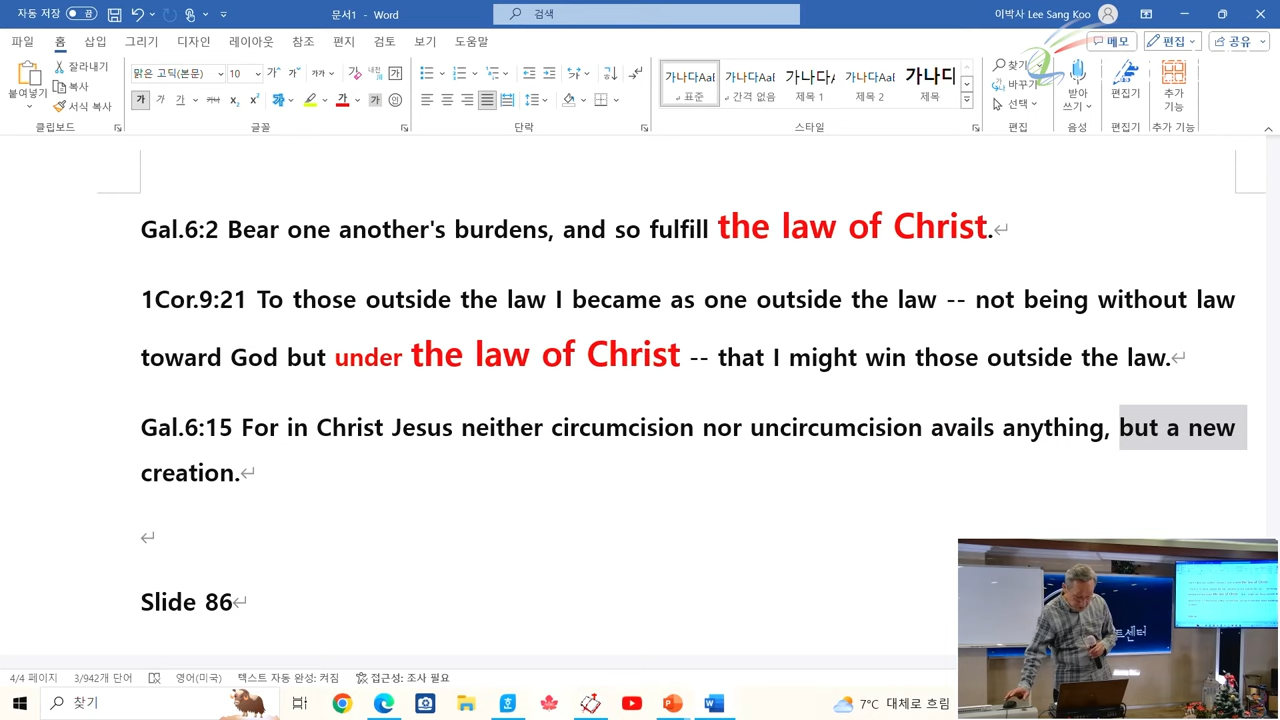 자동 저장 끔
문서1 - Word
검색
이박사 Lee Sang Koo
파일 홈 삽입 그리기 디자인 레이아웃 참조 편지 검토 보기 도움말
메모 편집 공유
붙여넣기
잘라내기
복사
서식 복사
클립보드
맑은 고딕(본문) 10
글꼴
단락
가나다AaI 가나다AaI 가나다 가나다AaI 가나다
표준 간격 없음 제목 1 제목 2 제목
스타일
찾기
바꾸기
선택
편집
받아쓰기
음성
편집기
편집기
추가 기능
추가 기능
Gal.6:2 Bear one another's burdens, and so fulfill the law of Christ.
1Cor.9:21 To those outside the law I became as one outside the law -- not being without law
toward God but under the law of Christ -- that I might win those outside the law.
Gal.6:15 For in Christ Jesus neither circumcision nor uncircumcision avails anything, but a new
creation.
Slide 86
4/4 페이지 3/942개 단어 영어(미국) 텍스트 자동 완성: 켜짐 접근성: 조사 필요
찾기
7°C 대체로 흐림